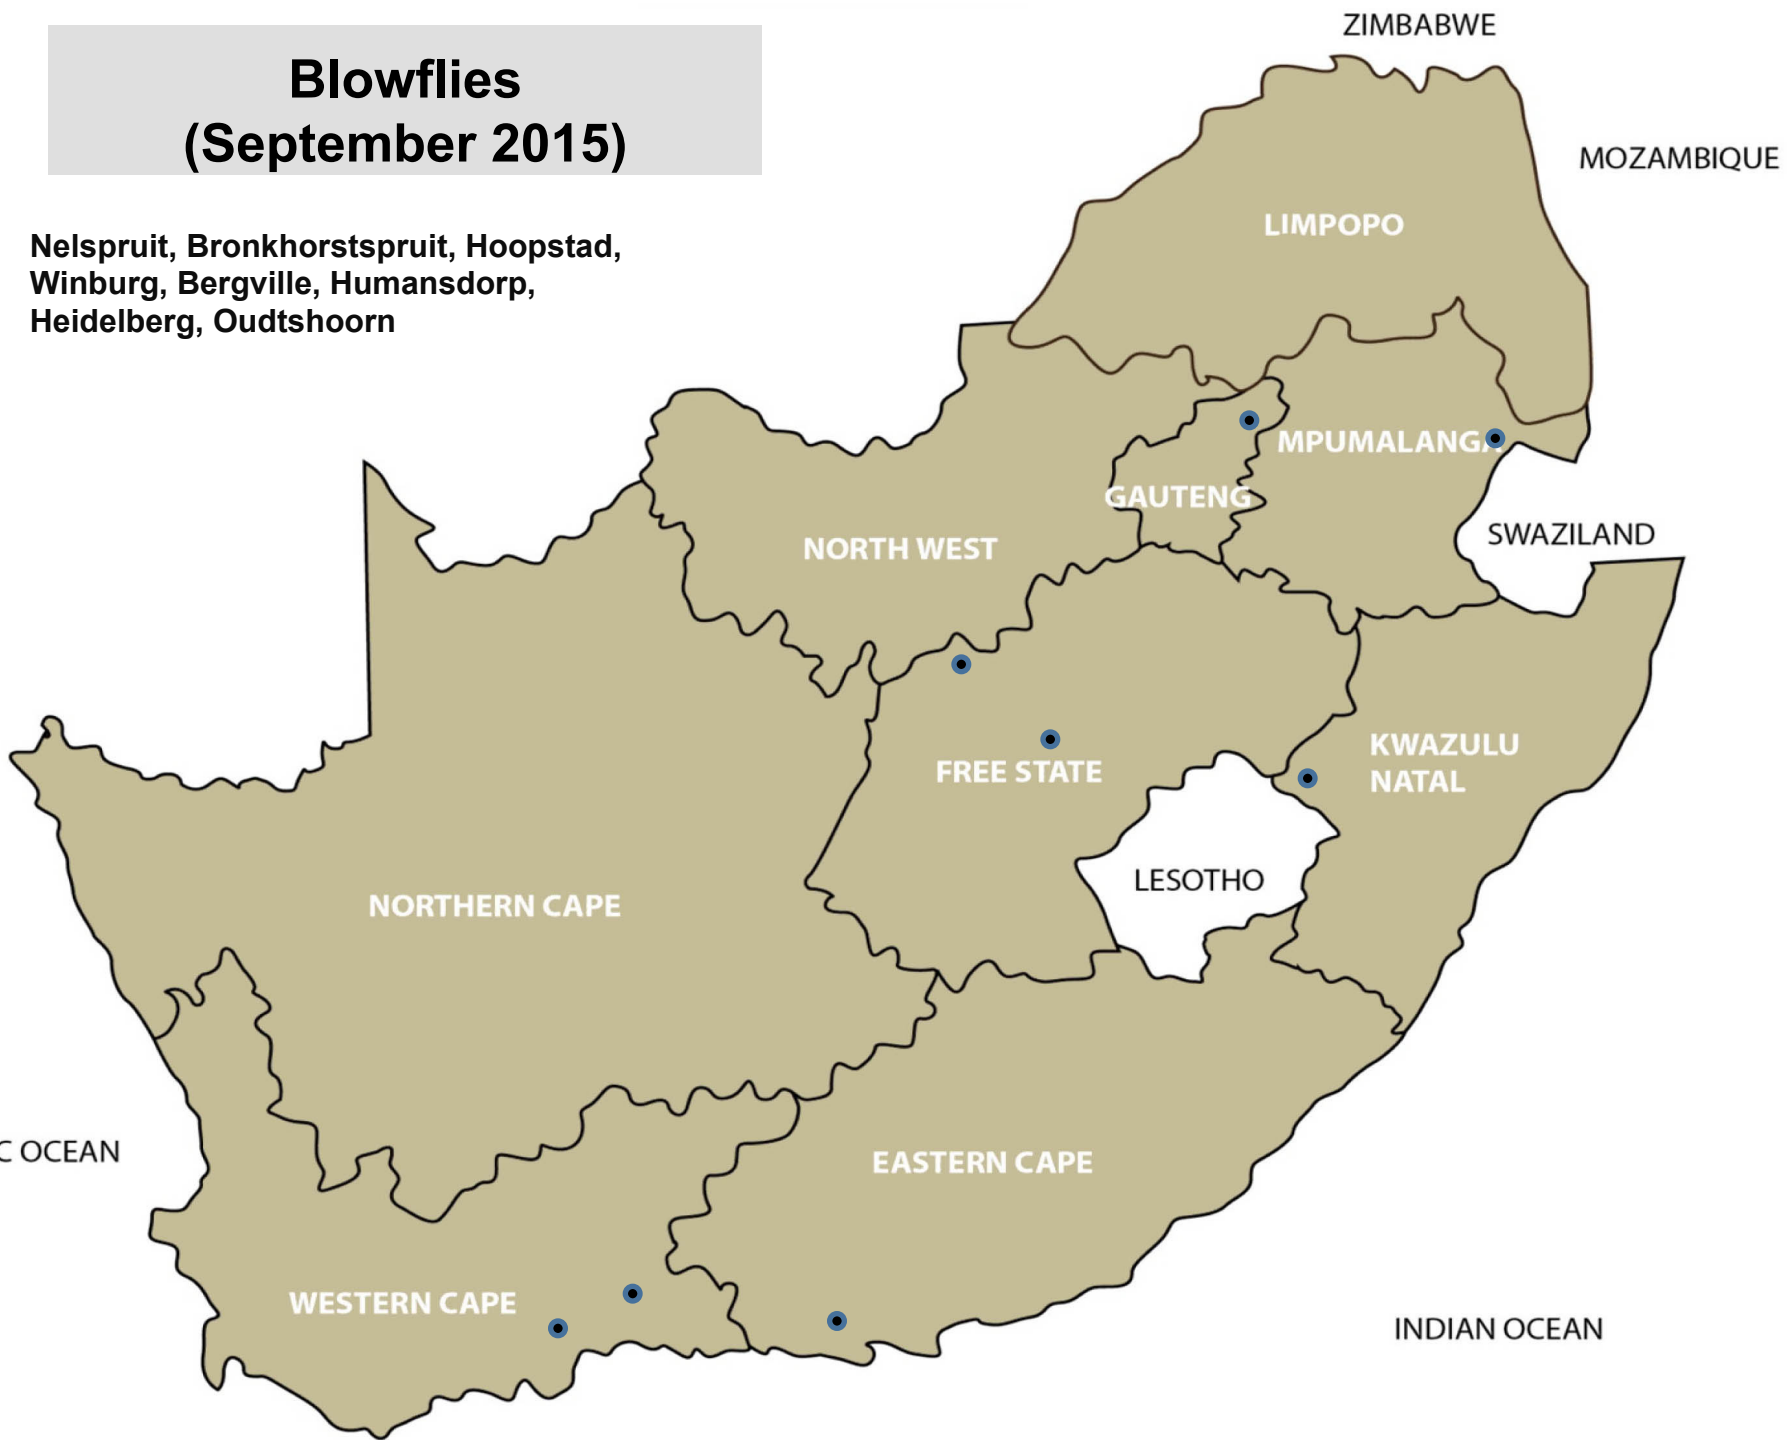 Blowflies
(September 2015)
Nelspruit, Bronkhorstspruit, Hoopstad,
Winburg, Bergville, Humansdorp,
Heidelberg, Oudtshoorn
ZIMBABWE
MOZAMBIQUE
LIMPOPO
MPUMALANGA
GAUTENG
SWAZILAND
NORTH WEST
KWAZULU
NATAL
FREE STATE
LESOTHO
NORTHERN CAPE
C OCEAN
EASTERN CAPE
WESTERN CAPE
INDIAN OCEAN